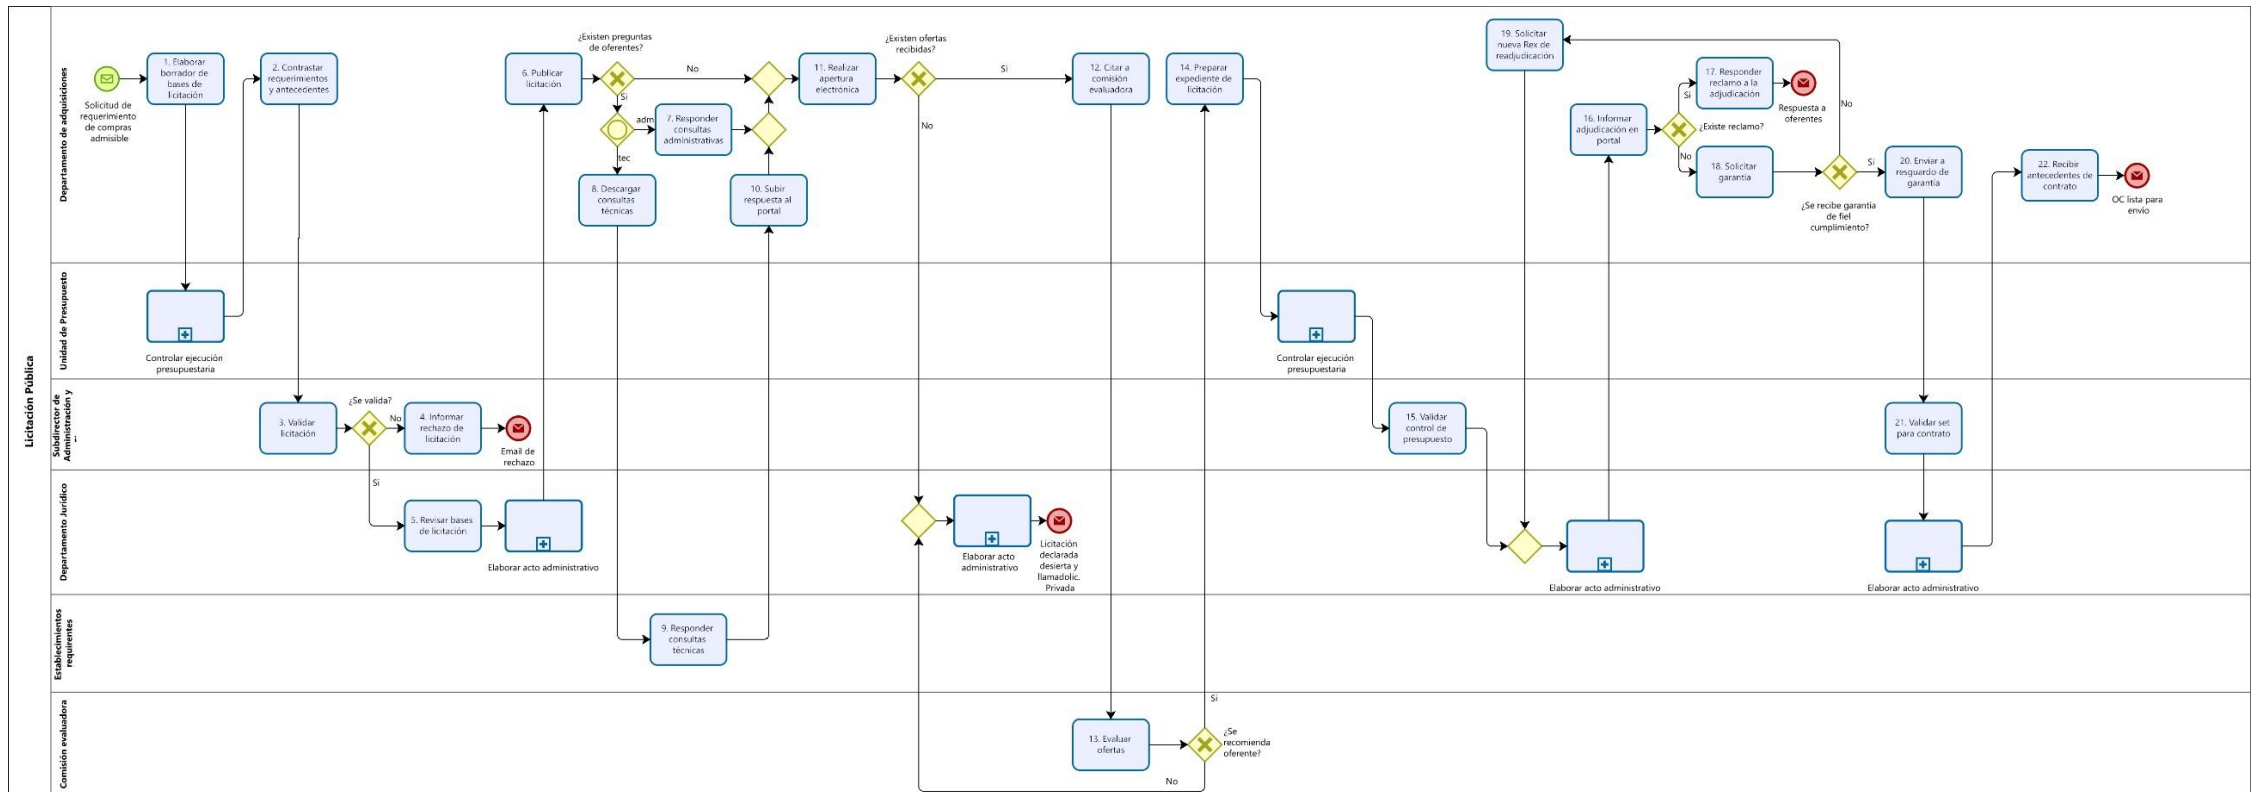 Licitación Pública
Departamento de adquisiciones
Solicitud de
requerimiento
de compras
admisible
1. Elaborar
borrador de
bases de
licitación
2. Contrastar
requerimientos
y antecedentes
6. Publicar
licitación
¿Existen preguntas
de oferentes?
No
Si
adm
tec
7. Responder
consultas
administrativas
8. Descargar
consultas
técnicas
10. Subir
respuesta al
portal
11. Realizar
apertura
electrónica
¿Existen ofertas
recibidas?
Si
No
12. Citar a
comisión
evaluadora
14. Preparar
expediente de
licitación
19. Solicitar
nueva Rex de
readjudicación
16. Informar
adjudicación en
portal
Si
¿Existe reclamo?
No
17. Responder
reclamo a la
adjudicación
Respuesta a
oferentes
18. Solicitar
garantía
No
Si
¿Se recibe garantía
de fiel
cumplimiento?
20. Enviar a
resguardo de
garantía
22. Recibir
antecedentes de
contrato
OC lista para
envío
Unidad de Presupuesto
Controlar ejecución
presupuestaria
Controlar ejecución
presupuestaria
Subdirector de
Administración y
3. Validar
licitación
¿Se valida?
No
Si
4. Informar
rechazo de
licitación
Email de
rechazo
15. Validar
control de
presupuesto
21. Validar set
para contrato
Departamento Jurídico
5. Revisar bases
de licitación
Elaborar acto administrativo
Elaborar acto
administrativo
Licitación
declarada
desierta y
llamadolic.
Privada
Elaborar acto administrativo
Elaborar acto administrativo
Establecimientos
requirentes
9. Responder
consultas
técnicas
Comisión evaluadora
13. Evaluar
ofertas
Si
¿Se
recomienda
oferente?
No